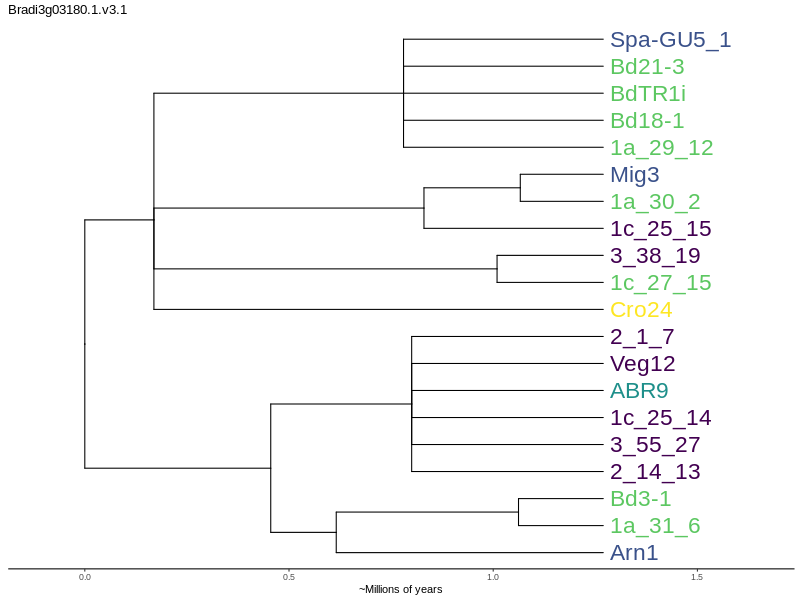 Bradi3g03180.1.v3.1
Spa-GU5_1
Bd21-3
BdTR1i
Bd18-1
1a_29_12
Mig3
1a_30_2
1c_25_15
3_38_19
1c_27_15
Cro24
2_1_7
Veg12
ABR9
1c_25_14
3_55_27
2_14_13
Bd3-1
1a_31_6
Arn1
0.0 0.5 1.0 1.5
~Millions of years